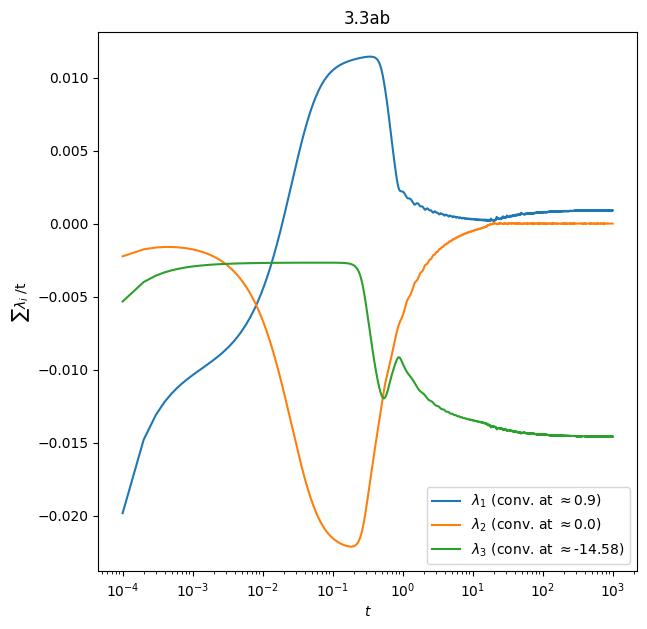 3.3ab
0.010
0.005
0.000
−0.005
−0.010
−0.015
−0.020
∑λᵢ /t
10⁻⁴ 10⁻³ 10⁻² 10⁻¹ 10⁰ 10¹ 10² 10³
t
λ₁ (conv. at ≈0.9)
λ₂ (conv. at ≈0.0)
λ₃ (conv. at ≈-14.58)